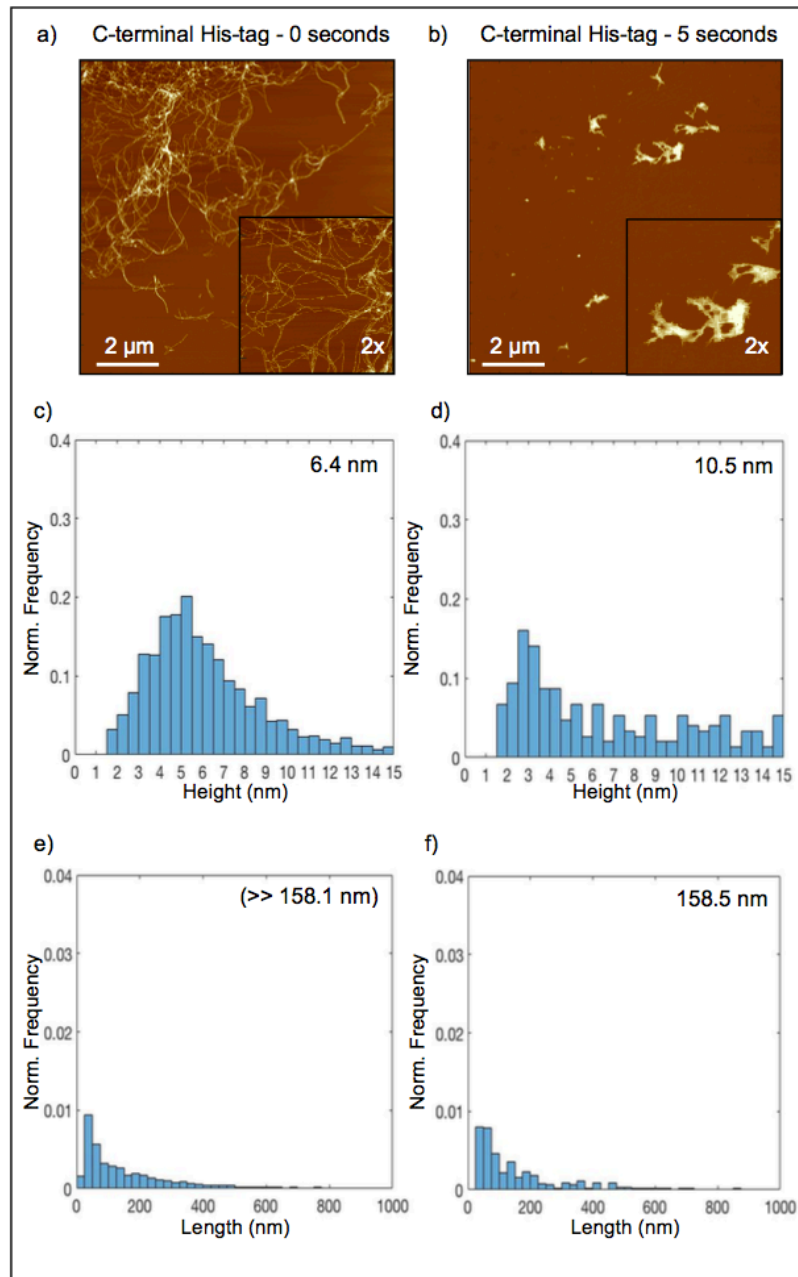 a) C-terminal His-tag - 0 seconds
b) C-terminal His-tag - 5 seconds
2 µm
2x
2 µm
2x
c)
d)
0.4
0.3
0.2
0.1
0
Norm. Frequency
6.4 nm
0 1 2 3 4 5 6 7 8 9 10 11 12 13 14 15
Height (nm)
0.4
0.3
0.2
0.1
0
Norm. Frequency
10.5 nm
0 1 2 3 4 5 6 7 8 9 10 11 12 13 14 15
Height (nm)
e)
f)
0.04
0.03
0.02
0.01
0
Norm. Frequency
(>> 158.1 nm)
0 200 400 600 800 1000
Length (nm)
0.04
0.03
0.02
0.01
0
Norm. Frequency
158.5 nm
0 200 400 600 800 1000
Length (nm)